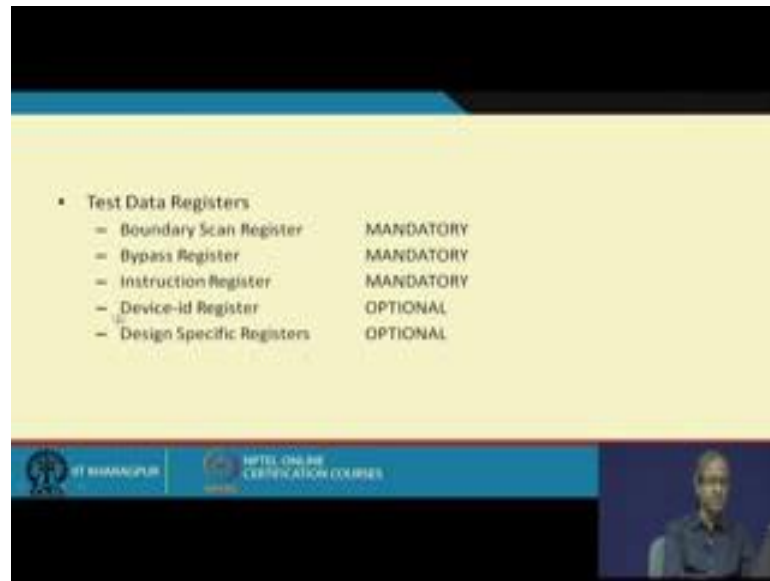 • Test Data Registers
– Boundary Scan Register MANDATORY
– Bypass Register MANDATORY
– Instruction Register MANDATORY
– Device-id Register OPTIONAL
– Design Specific Registers OPTIONAL
IIT KHARAGPUR
NPTEL ONLINE
CERTIFICATION COURSES